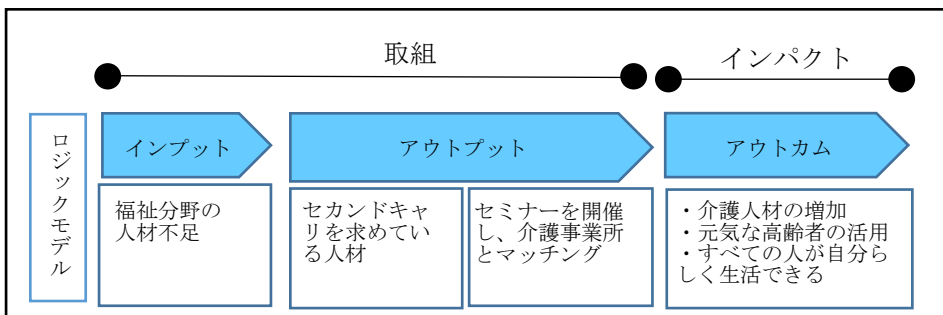 取組
インパクト
ロジックモデル
インプット
アウトプット
アウトカム
福祉分野の
人材不足
セカンドキャ
リを求めてい
る人材
セミナーを開催
し、介護事業所
とマッチング
・介護人材の増加
・元気な高齢者の活用
・すべての人が自分ら
しく生活できる